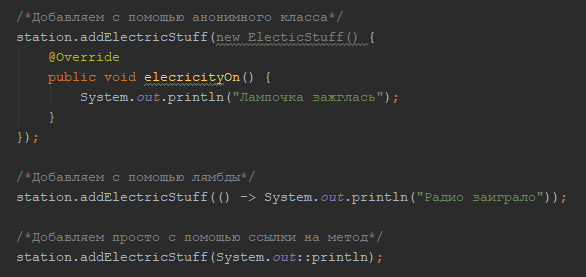 /*Добавляем с помощью анонимного класса*/
station.addElectricStuff(new ElecticStuff() {
@Override
public void elecricityOn() {
System.out.println("Лампочка зажглась");
}
});
/*Добавляем с помощью лямбды*/
station.addElectricStuff(() -> System.out.println("Радио заиграло"));
/*Добавляем просто с помощью ссылки на метод*/
station.addElectricStuff(System.out::println);